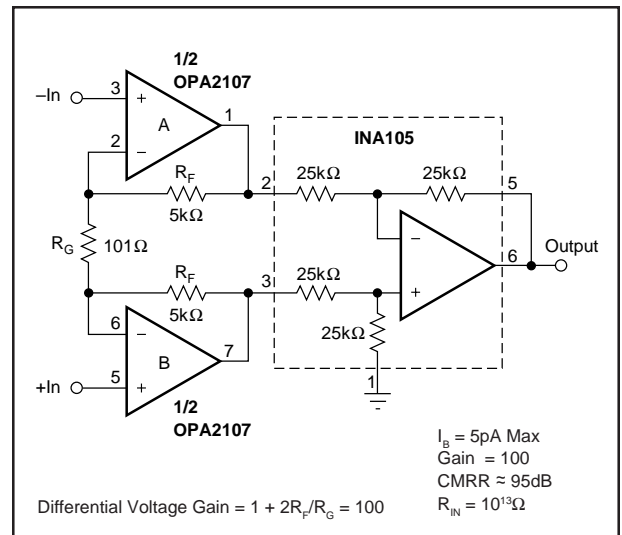 1/2
OPA2107
–In
3
+
A
1
2
–
INA105
R_F
5kΩ
2
25kΩ
25kΩ
5
R_G
101Ω
–
6
Output
R_F
5kΩ
3
25kΩ
+
25kΩ
6
–
B
7
+In
5
+
1
1/2
OPA2107
I_B = 5pA Max
Gain = 100
CMRR ≈ 95dB
R_IN = 10¹³Ω
Differential Voltage Gain = 1 + 2R_F/R_G = 100